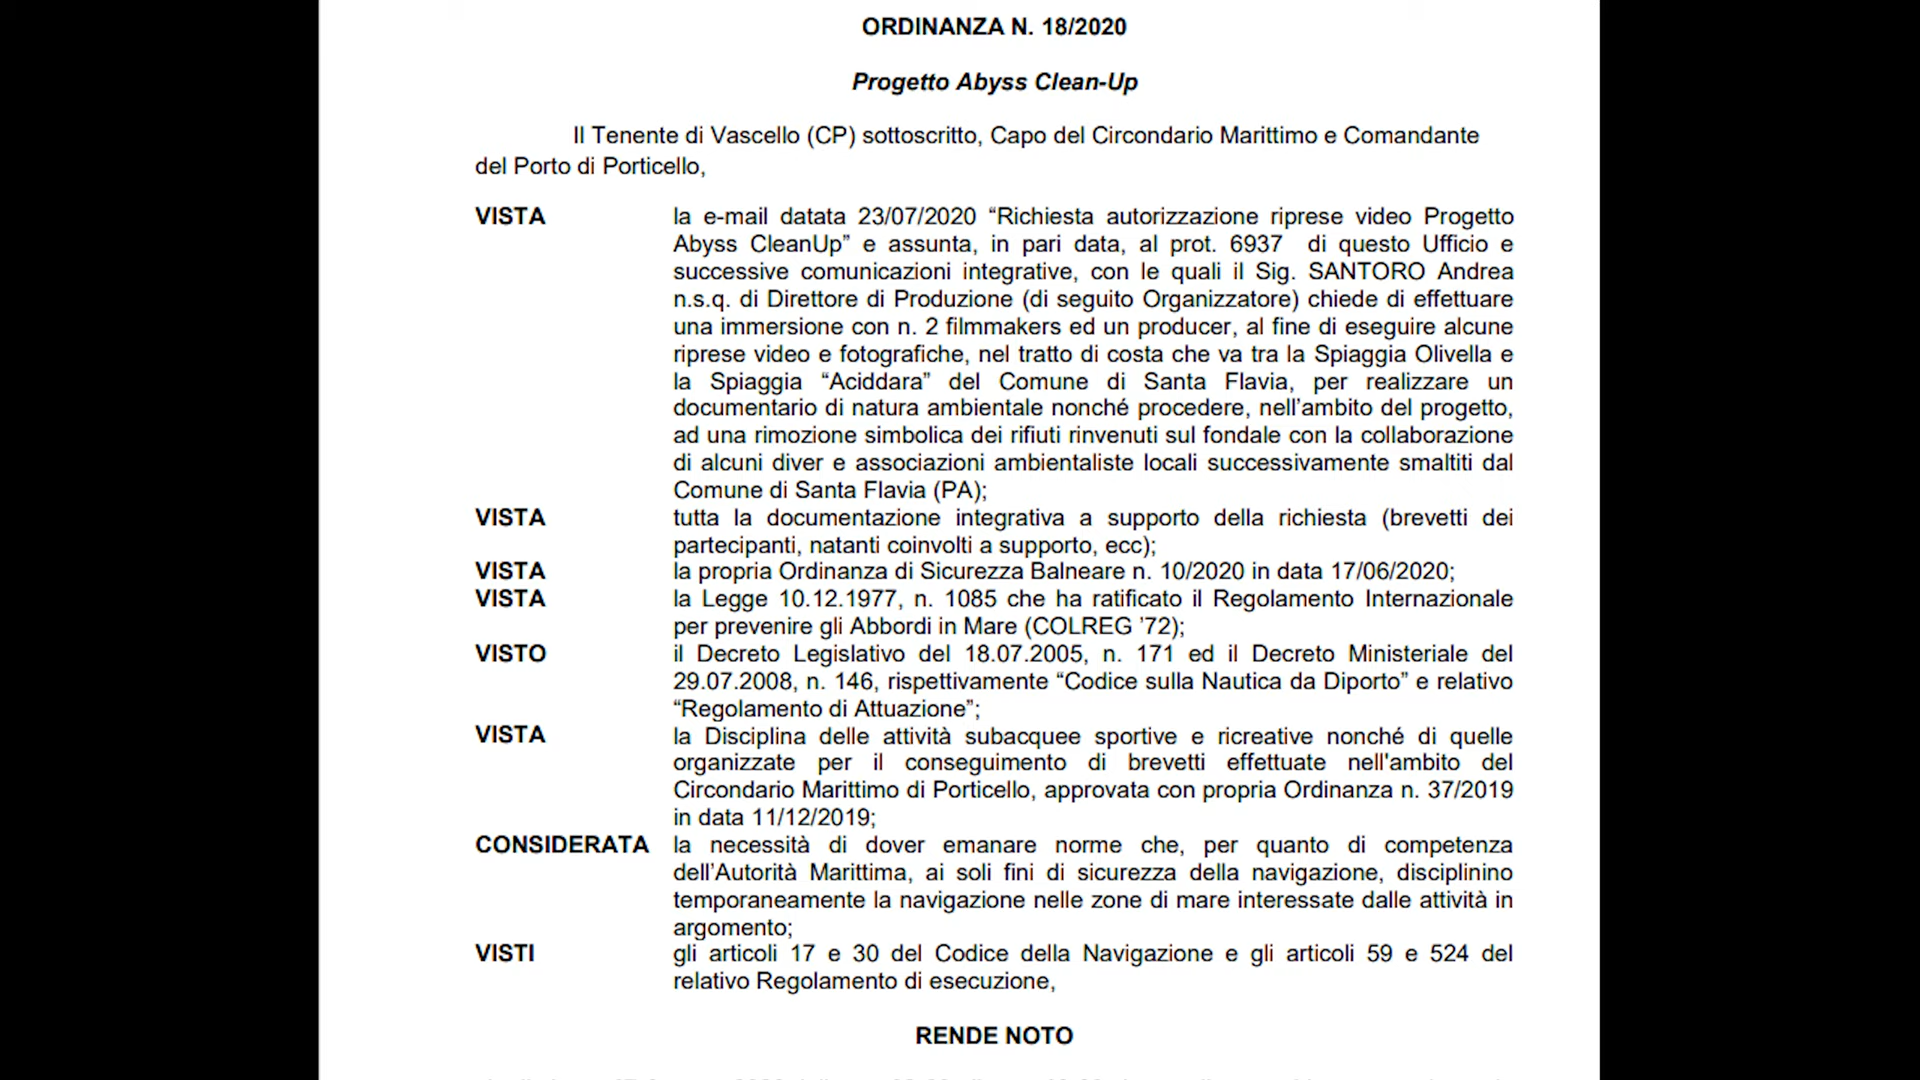 ORDINANZA N. 18/2020
Progetto Abyss Clean-Up
Il Tenente di Vascello (CP) sottoscritto, Capo del Circondario Marittimo e Comandante
del Porto di Porticello,
VISTA la e-mail datata 23/07/2020 “Richiesta autorizzazione riprese video Progetto
Abyss CleanUp” e assunta, in pari data, al prot. 6937 di questo Ufficio e
successive comunicazioni integrative, con le quali il Sig. SANTORO Andrea
n.s.q. di Direttore di Produzione (di seguito Organizzatore) chiede di effettuare
una immersione con n. 2 filmmakers ed un producer, al fine di eseguire alcune
riprese video e fotografiche, nel tratto di costa che va tra la Spiaggia Olivella e
la Spiaggia “Aciddara” del Comune di Santa Flavia, per realizzare un
documentario di natura ambientale nonché procedere, nell’ambito del progetto,
ad una rimozione simbolica dei rifiuti rinvenuti sul fondale con la collaborazione
di alcuni diver e associazioni ambientaliste locali successivamente smaltiti dal
Comune di Santa Flavia (PA);
VISTA tutta la documentazione integrativa a supporto della richiesta (brevetti dei
partecipanti, natanti coinvolti a supporto, ecc);
VISTA la propria Ordinanza di Sicurezza Balneare n. 10/2020 in data 17/06/2020;
VISTA la Legge 10.12.1977, n. 1085 che ha ratificato il Regolamento Internazionale
per prevenire gli Abbordi in Mare (COLREG ’72);
VISTO il Decreto Legislativo del 18.07.2005, n. 171 ed il Decreto Ministeriale del
29.07.2008, n. 146, rispettivamente “Codice sulla Nautica da Diporto” e relativo
“Regolamento di Attuazione”;
VISTA la Disciplina delle attività subacquee sportive e ricreative nonché di quelle
organizzate per il conseguimento di brevetti effettuate nell'ambito del
Circondario Marittimo di Porticello, approvata con propria Ordinanza n. 37/2019
in data 11/12/2019;
CONSIDERATA la necessità di dover emanare norme che, per quanto di competenza
dell’Autorità Marittima, ai soli fini di sicurezza della navigazione, disciplinino
temporaneamente la navigazione nelle zone di mare interessate dalle attività in
argomento;
VISTI gli articoli 17 e 30 del Codice della Navigazione e gli articoli 59 e 524 del
relativo Regolamento di esecuzione,
RENDE NOTO